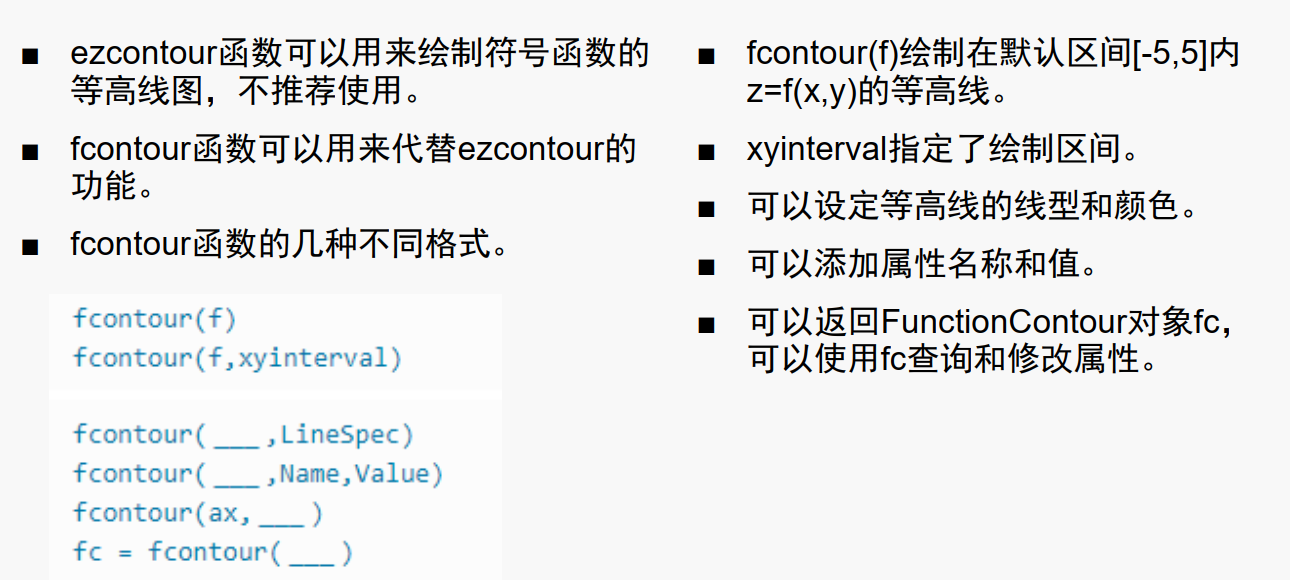 ■ ezcontour函数可以用来绘制符号函数的
等高线图，不推荐使用。
■ fcontour函数可以用来代替ezcontour的
功能。
■ fcontour函数的几种不同格式。
fcontour(f)
fcontour(f,xyinterval)
fcontour(___,LineSpec)
fcontour(___,Name,Value)
fcontour(ax,___)
fc = fcontour(___)
■ fcontour(f)绘制在默认区间[-5,5]内
z=f(x,y)的等高线。
■ xyinterval指定了绘制区间。
■ 可以设定等高线的线型和颜色。
■ 可以添加属性名称和值。
■ 可以返回FunctionContour对象fc，
可以使用fc查询和修改属性。